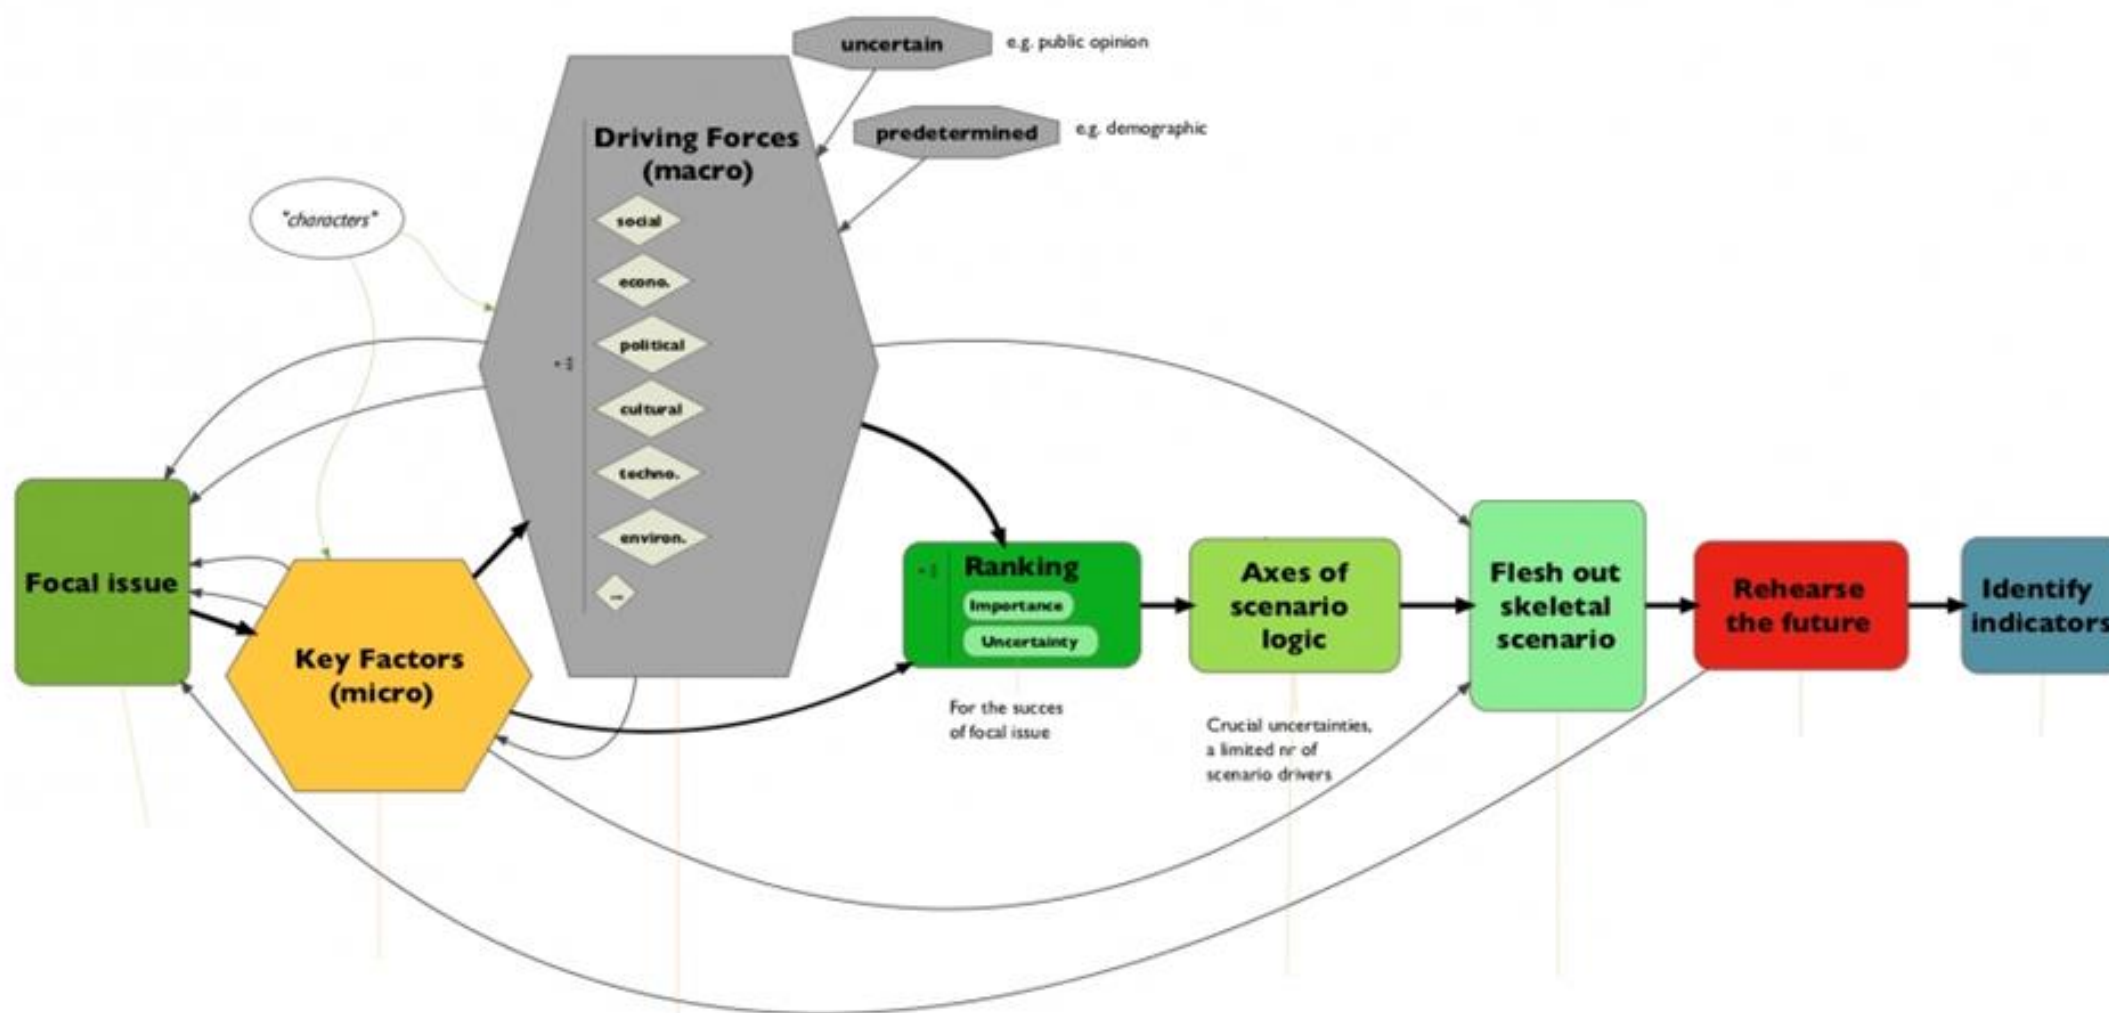 uncertain
e.g. public opinion
predetermined
e.g. demographic
Driving Forces
(macro)
"characters"
social
econo.
political
cultural
techno.
environ.
...
Focal issue
Key Factors
(micro)
Ranking
Importance
Uncertainty
For the succes
of focal issue
Axes of
scenario
logic
Crucial uncertainties,
a limited nr of
scenario drivers
Flesh out
skeletal
scenario
Rehearse
the future
Identify
indicators